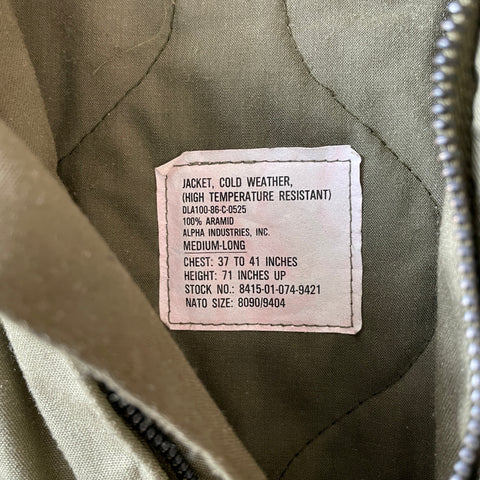 JACKET, COLD WEATHER,
(HIGH TEMPERATURE RESISTANT)
DLA100-86-C-0525
100% ARAMID
ALPHA INDUSTRIES, INC.
MEDIUM-LONG
CHEST: 37 TO 41 INCHES
HEIGHT: 71 INCHES UP
STOCK NO.: 8415-01-074-9421
NATO SIZE: 8090/9404